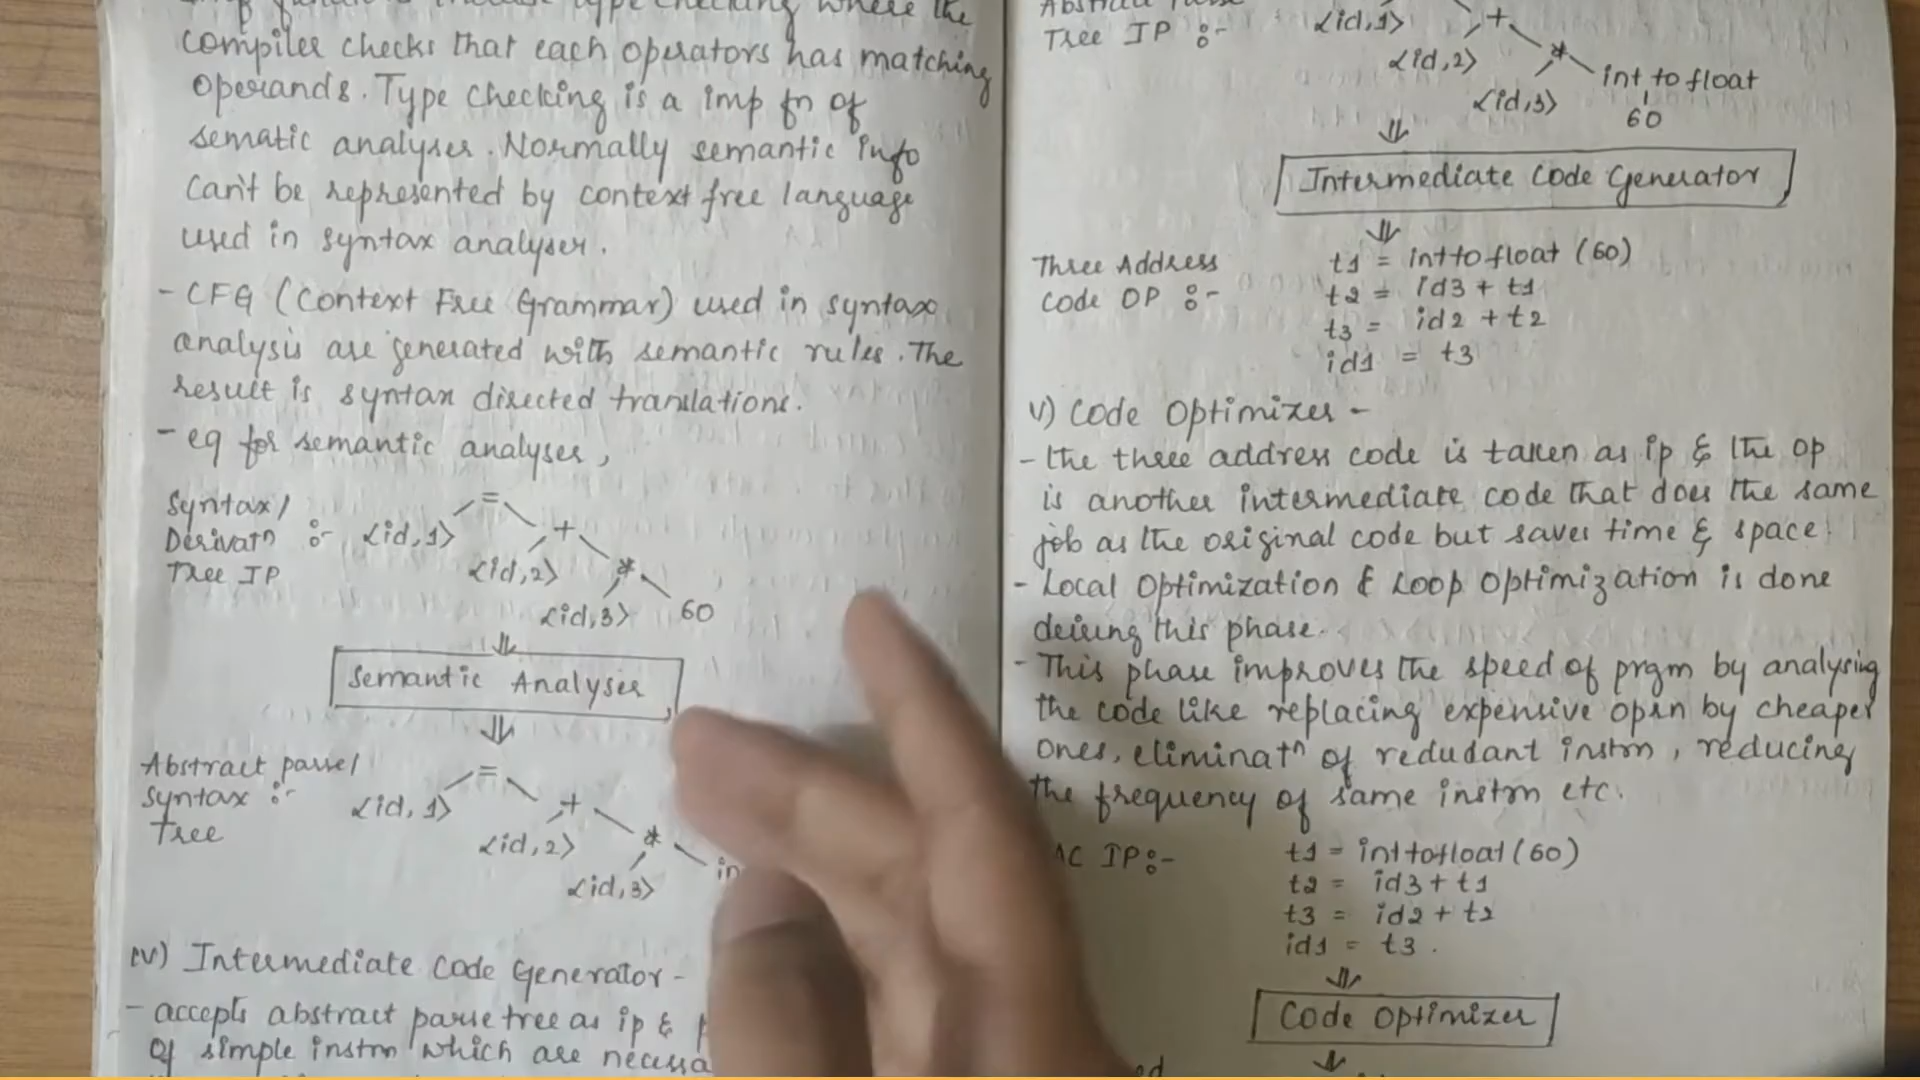 type checking where the
compiler checks that each operators has matching
operands. Type checking is a imp fn of
sematic analyser. Normally semantic info
can't be represented by context free language
used in syntax analyser.
- CFG (Context Free Grammar) used in syntax
analysis are generated with semantic rules. The
result is syntax directed translations.
- eg for semantic analyses,
Syntax/
Derivatn :-
Tree IP
=
<id,1>
+
<id,2>
*
<id,3>
60
Semantic Analyser
Abstract parse/
syntax :-
tree
=
<id,1>
+
<id,2>
*
<id,3>
in
iv) Intermediate Code Generator -
- accepts abstract parse tree as ip &
of simple instrn which are
Tree IP :-
<id,1>
+
<id,2>
*
<id,3>
int to float
60
Intermediate Code Generator
Three Address
Code OP :-
t1 = inttofloat (60)
t2 = id3 + t1
t3 = id2 + t2
id1 = t3
v) Code Optimizer -
- the three address code is taken as ip & the op
is another intermediate code that does the same
job as the original code but saves time & space.
- Local Optimization & Loop Optimization is done
during this phase.
- This phase improves the speed of prgm by analysing
the code like replacing expensive opsn by cheaper
ones, eliminatn of redudant instrn, reducing
the frequency of same instrn etc.
AC IP :-
t1 = inttofloat (60)
t2 = id3 + t1
t3 = id2 + t2
id1 = t3.
Code Optimizer